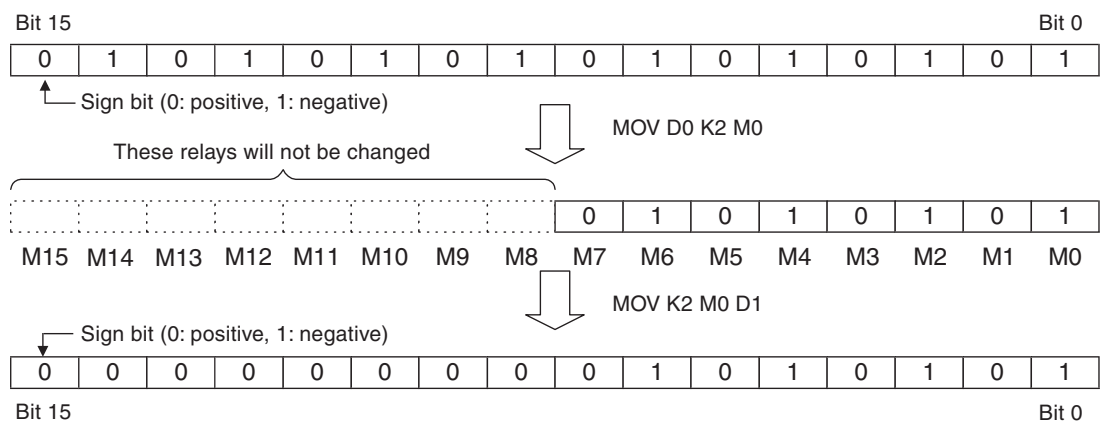 Bit 15 Bit 0
0 1 0 1 0 1 0 1 0 1 0 1 0 1 0 1
Sign bit (0: positive, 1: negative)
MOV D0 K2 M0
These relays will not be changed
0 1 0 1 0 1 0 1
M15 M14 M13 M12 M11 M10 M9 M8 M7 M6 M5 M4 M3 M2 M1 M0
MOV K2 M0 D1
Sign bit (0: positive, 1: negative)
0 0 0 0 0 0 0 0 0 1 0 1 0 1 0 1
Bit 15 Bit 0